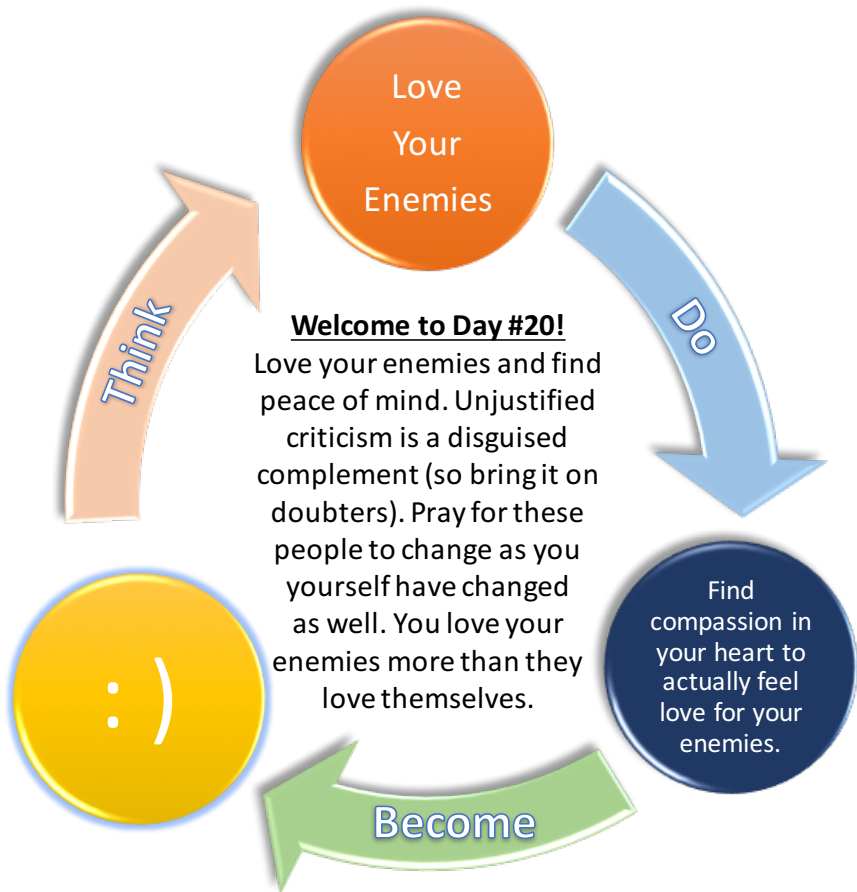 Love
Your
Enemies
Think
Do
Welcome to Day #20!
Love your enemies and find
peace of mind. Unjustified
criticism is a disguised
complement (so bring it on
doubters). Pray for these
people to change as you
yourself have changed
as well. You love your
enemies more than they
love themselves.
Find
compassion in
your heart to
actually feel
love for your
enemies.
: )
Become